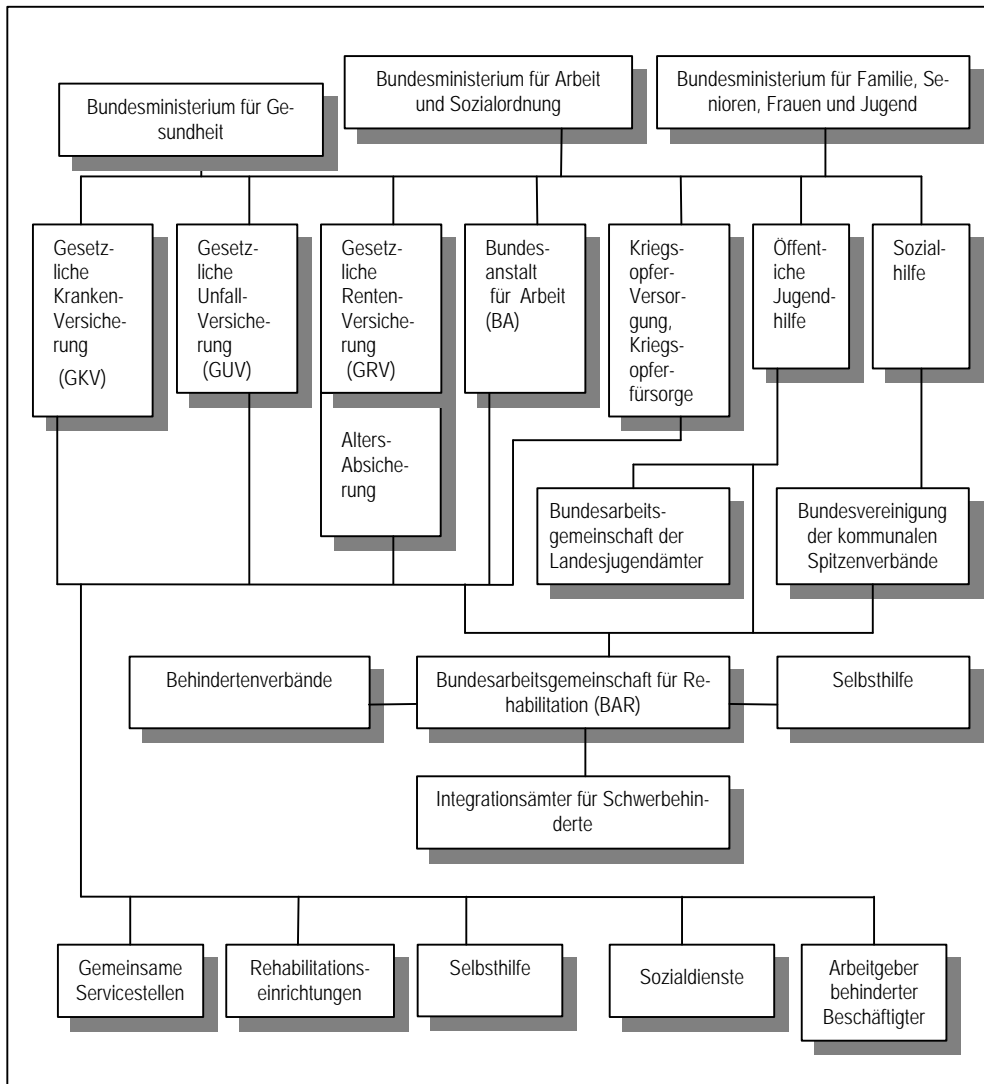 Bundesministerium für Ge-
sundheit
Bundesministerium für Arbeit
und Sozialordnung
Bundesministerium für Familie, Se-
nioren, Frauen und Jugend
Gesetz-
liche
Kranken-
Versiche-
rung
(GKV)
Gesetz-
liche
Unfall-
Versiche-
rung
(GUV)
Gesetz-
liche
Renten-
Versiche-
rung
(GRV)
Alters-
Absiche-
rung
Bundes-
anstalt
für Arbeit
(BA)
Kriegs-
opfer-
Versor-
gung,
Kriegs-
opfer-
fürsorge
Öffent-
iche
Jugend-
hilfe
Sozial-
hilfe
Bundesarbeits-
gemeinschaft der
Landesjugendämter
Bundesvereinigung
der kommunalen
Spitzenverbände
Behindertenverbände
Bundesarbeitsgemeinschaft für Re-
habilitation (BAR)
Selbsthilfe
Integrationsämter für Schwerbehin-
derte
Gemeinsame
Servicestellen
Rehabilitations-
einrichtungen
Selbsthilfe
Sozialdienste
Arbeitgeber
behinderter
Beschäftigter